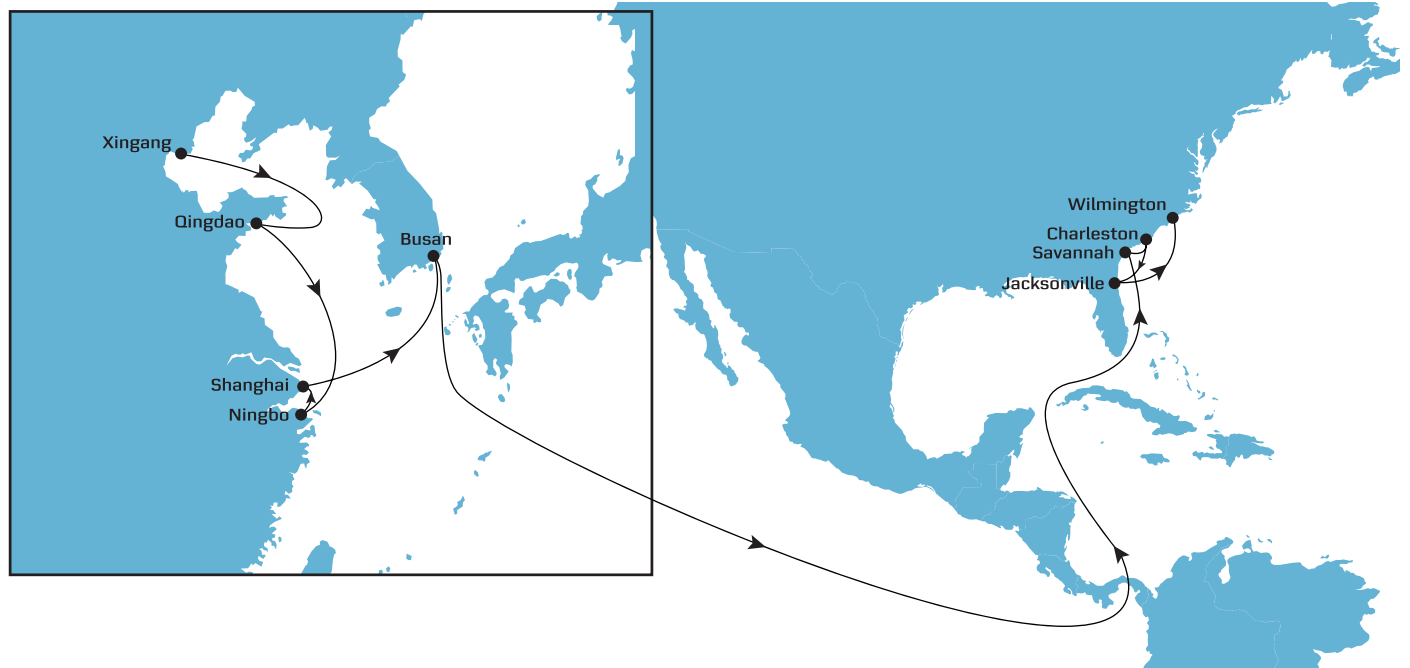 Xingang
Qingdao
Busan
Shanghai
Ningbo
Wilmington
Charleston
Savannah
Jacksonville